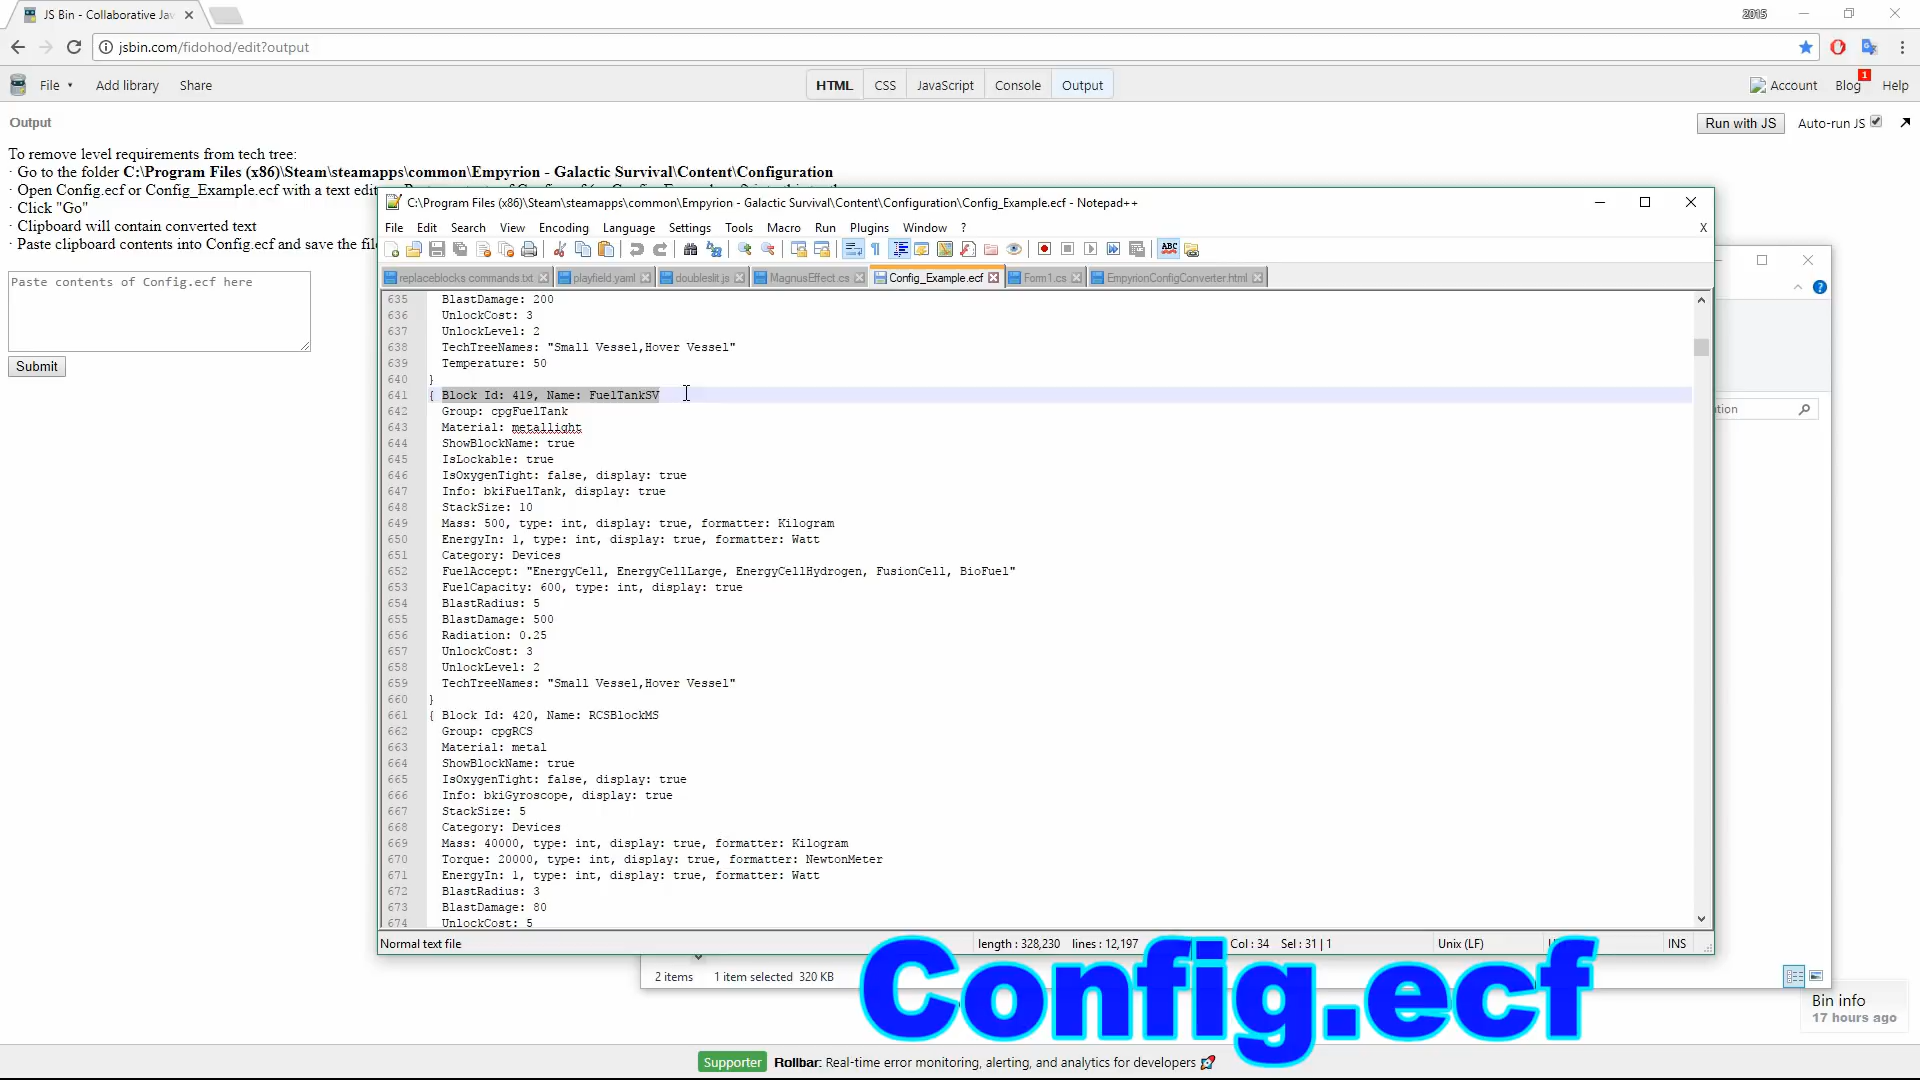 JS Bin - Collaborative Jav
2015
jsbin.com/fidohod/edit?output
File
Add library
Share
HTML
CSS
JavaScript
Console
Output
Account
Blog
1
Help
Output
Run with JS
Auto-run JS
To remove level requirements from tech tree:
· Go to the folder C:\Program Files (x86)\Steam\steamapps\common\Empyrion - Galactic Survival\Content\Configuration
· Open Config.ecf or Config_Example.ecf with a text edit
· Click "Go"
· Clipboard will contain converted text
· Paste clipboard contents into Config.ecf and save the file
Paste contents of Config.ecf here
Submit
C:\Program Files (x86)\Steam\steamapps\common\Empyrion - Galactic Survival\Content\Configuration\Config_Example.ecf - Notepad++
File Edit Search View Encoding Language Settings Tools Macro Run Plugins Window ?
X
ABC
replaceblocks commands.txt
playfield.yaml
doubleslit.js
MagnusEffect.cs
Config_Example.ecf
Form1.cs
EmpyrionConfigConverter.html
635 BlastDamage: 200
636 UnlockCost: 3
637 UnlockLevel: 2
638 TechTreeNames: "Small Vessel,Hover Vessel"
639 Temperature: 50
640 }
641 { Block Id: 419, Name: FuelTankSV
642 Group: cpgFuelTank
643 Material: metallight
644 ShowBlockName: true
645 IsLockable: true
646 IsOxygenTight: false, display: true
647 Info: bkiFuelTank, display: true
648 StackSize: 10
649 Mass: 500, type: int, display: true, formatter: Kilogram
650 EnergyIn: 1, type: int, display: true, formatter: Watt
651 Category: Devices
652 FuelAccept: "EnergyCell, EnergyCellLarge, EnergyCellHydrogen, FusionCell, BioFuel"
653 FuelCapacity: 600, type: int, display: true
654 BlastRadius: 5
655 BlastDamage: 500
656 Radiation: 0.25
657 UnlockCost: 3
658 UnlockLevel: 2
659 TechTreeNames: "Small Vessel,Hover Vessel"
660 }
661 { Block Id: 420, Name: RCSBlockMS
662 Group: cpgRCS
663 Material: metal
664 ShowBlockName: true
665 IsOxygenTight: false, display: true
666 Info: bkiGyroscope, display: true
667 StackSize: 5
668 Category: Devices
669 Mass: 40000, type: int, display: true, formatter: Kilogram
670 Torque: 20000, type: int, display: true, formatter: NewtonMeter
671 EnergyIn: 1, type: int, display: true, formatter: Watt
672 BlastRadius: 3
673 BlastDamage: 80
674 UnlockCost: 5
Normal text file
length : 328,230 lines : 12,197
Col : 34 Sel : 31 | 1
Unix (LF)
INS
2 items 1 item selected 320 KB
Config.ecf
Bin info
17 hours ago
Supporter Rollbar: Real-time error monitoring, alerting, and analytics for developers